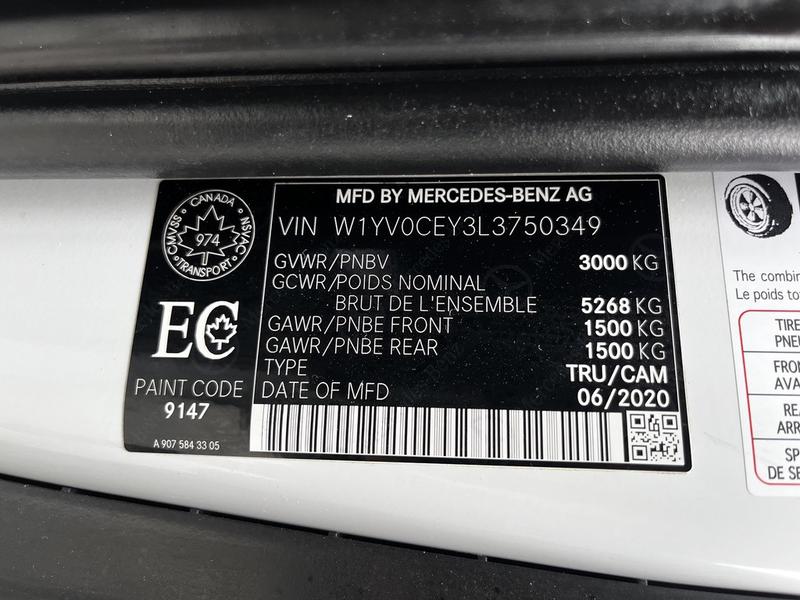 MFD BY MERCEDES-BENZ AG
VIN W1YV0CEY3L3750349
GVWR/PNBV 3000 KG
GCWR/POIDS NOMINAL
BRUT DE L'ENSEMBLE 5268 KG
GAWR/PNBE FRONT 1500 KG
GAWR/PNBE REAR 1500 KG
TYPE TRU/CAM
DATE OF MFD 06/2020
CANADA
CMVSS
NSVAC
974
TRANSPORT
EC
PAINT CODE
9147
A 907 584 33 05
The combin
Le poids to
TIRE
PNE
FRON
AVA
REA
ARR
SP
DE SE